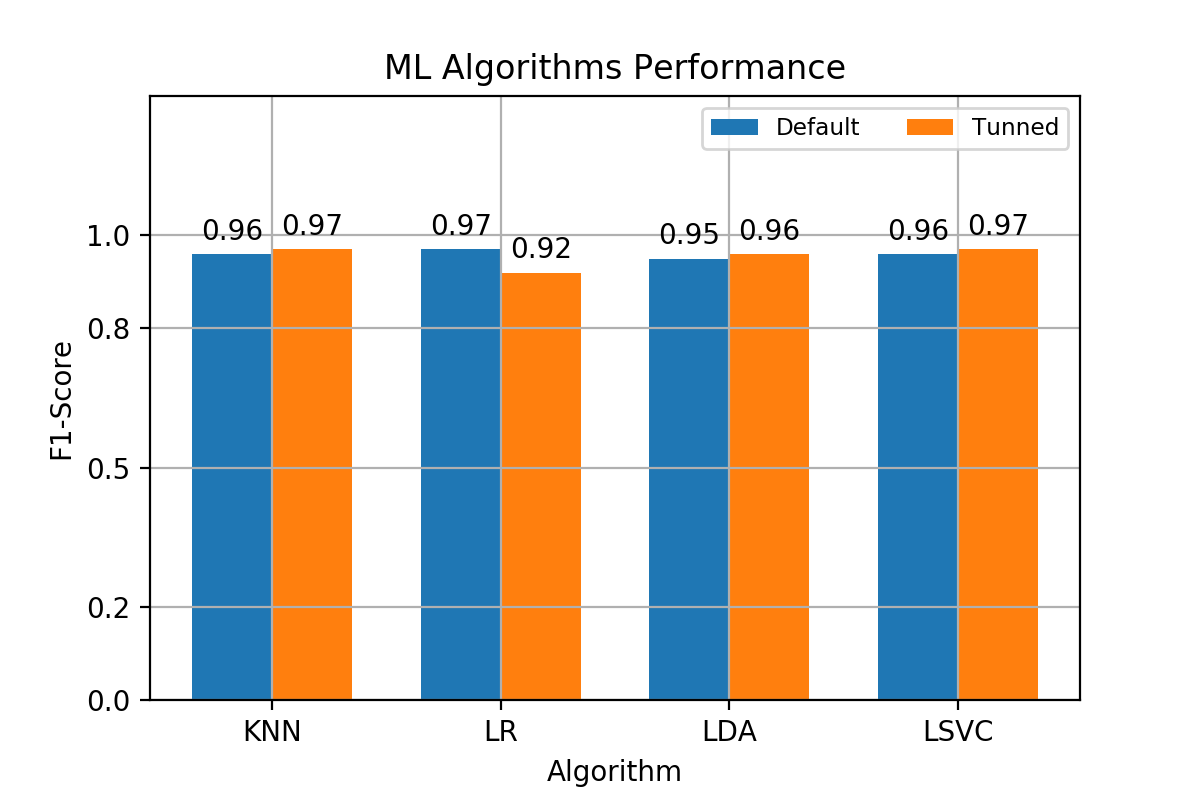 ML Algorithms Performance
Default Tunned
0.96 0.97 0.97 0.92 0.95 0.96 0.96 0.97
1.0
0.8
0.5
0.2
0.0
F1-Score
KNN LR LDA LSVC
Algorithm